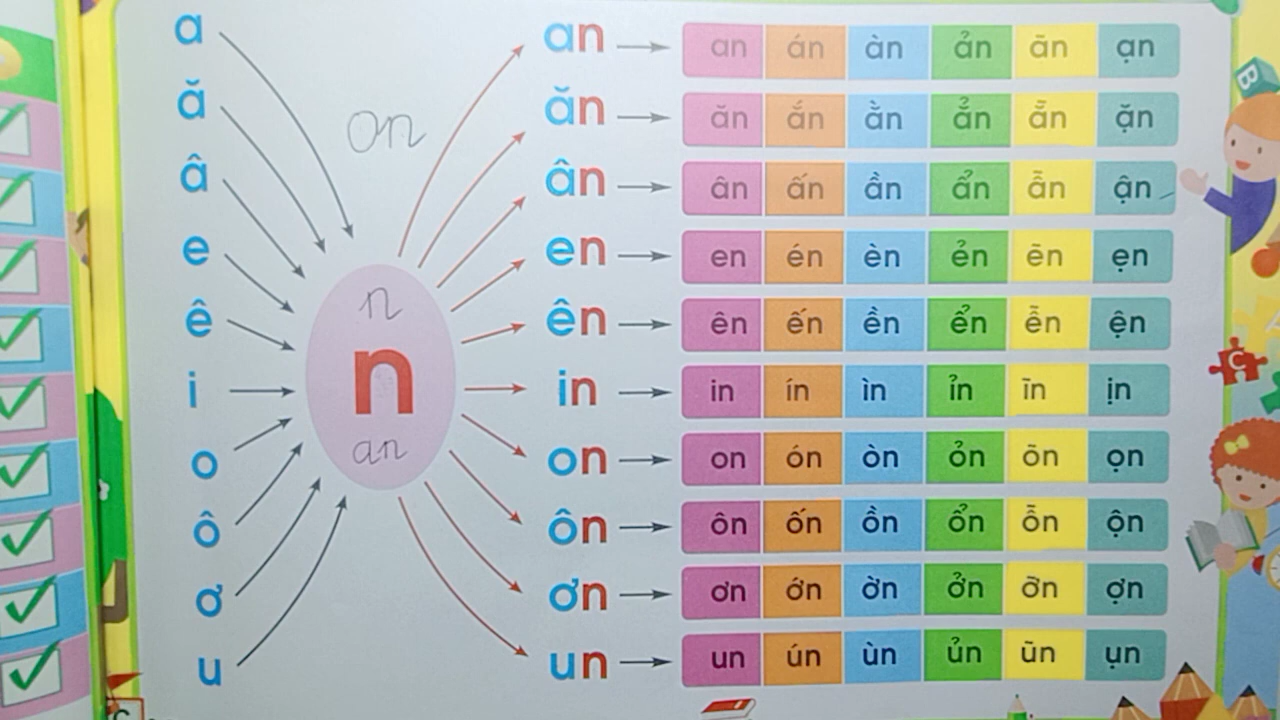 a an an án àn ản ãn ạn
on
ă ăn ăn ắn ằn ẳn ẵn ặn
â ân ân ấn ần ẩn ẫn ận
e en en én èn ẻn ẽn ẹn
n
ê ên ên ến ền ển ễn ện
i n in in ín ìn ỉn ĩn ịn
an
o on on ón òn ỏn õn ọn
ô ôn ôn ốn ồn ổn ỗn ộn
ơ ơn ơn ớn ờn ởn ỡn ợn
u un un ún ùn ủn ũn ụn
B
C
C